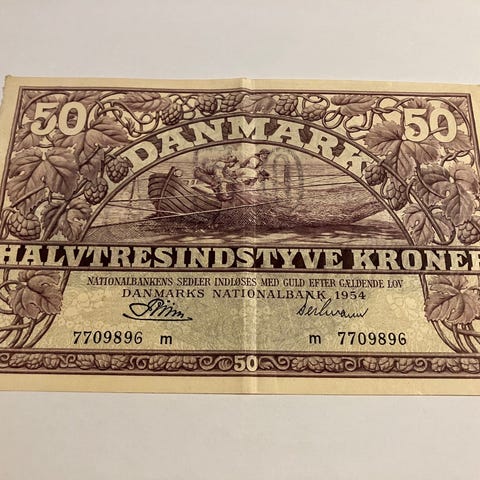 50 50
DANMARK
HALVTRESINDSTYVE KRONER
NATIONALBANKENS SEDLER INDLØSES MED GULD EFTER GÆLDENDE LOV
DANMARKS NATIONALBANK 1954
7709896 m m 7709896
50